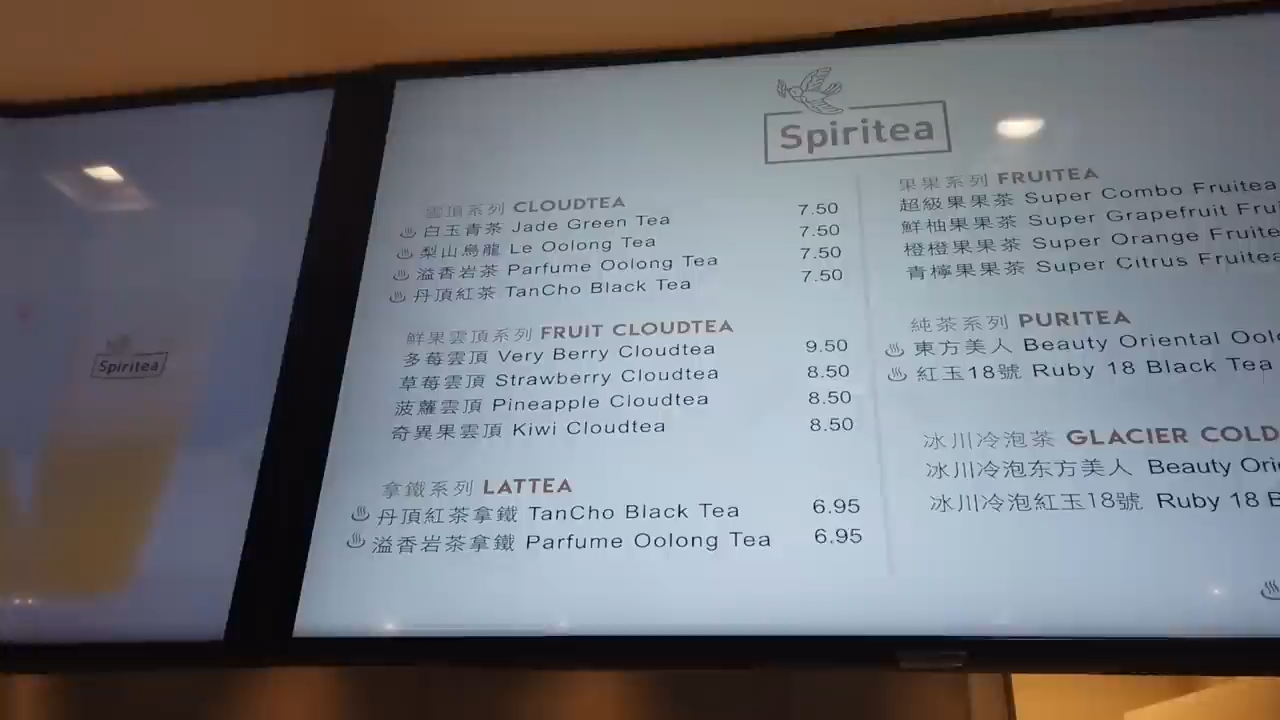 Spiritea
Spiritea
雲頂系列 CLOUDTEA
白玉青茶 Jade Green Tea 7.50
梨山烏龍 Le Oolong Tea 7.50
溢香岩茶 Parfume Oolong Tea 7.50
丹頂紅茶 TanCho Black Tea 7.50
鮮果雲頂系列 FRUIT CLOUDTEA
多莓雲頂 Very Berry Cloudtea 9.50
草莓雲頂 Strawberry Cloudtea 8.50
菠蘿雲頂 Pineapple Cloudtea 8.50
奇異果雲頂 Kiwi Cloudtea 8.50
拿鐵系列 LATTEA
丹頂紅茶拿鐵 TanCho Black Tea 6.95
溢香岩茶拿鐵 Parfume Oolong Tea 6.95
果果系列 FRUITEA
超級果果茶 Super Combo Fruitea
鮮柚果果茶 Super Grapefruit Fru
橙橙果果茶 Super Orange Fruite
青檸果果茶 Super Citrus Fruitea
純茶系列 PURITEA
東方美人 Beauty Oriental Ool
紅玉18號 Ruby 18 Black Tea
冰川冷泡茶 GLACIER COLD
冰川冷泡东方美人 Beauty Ori
冰川冷泡紅玉18號 Ruby 18 B